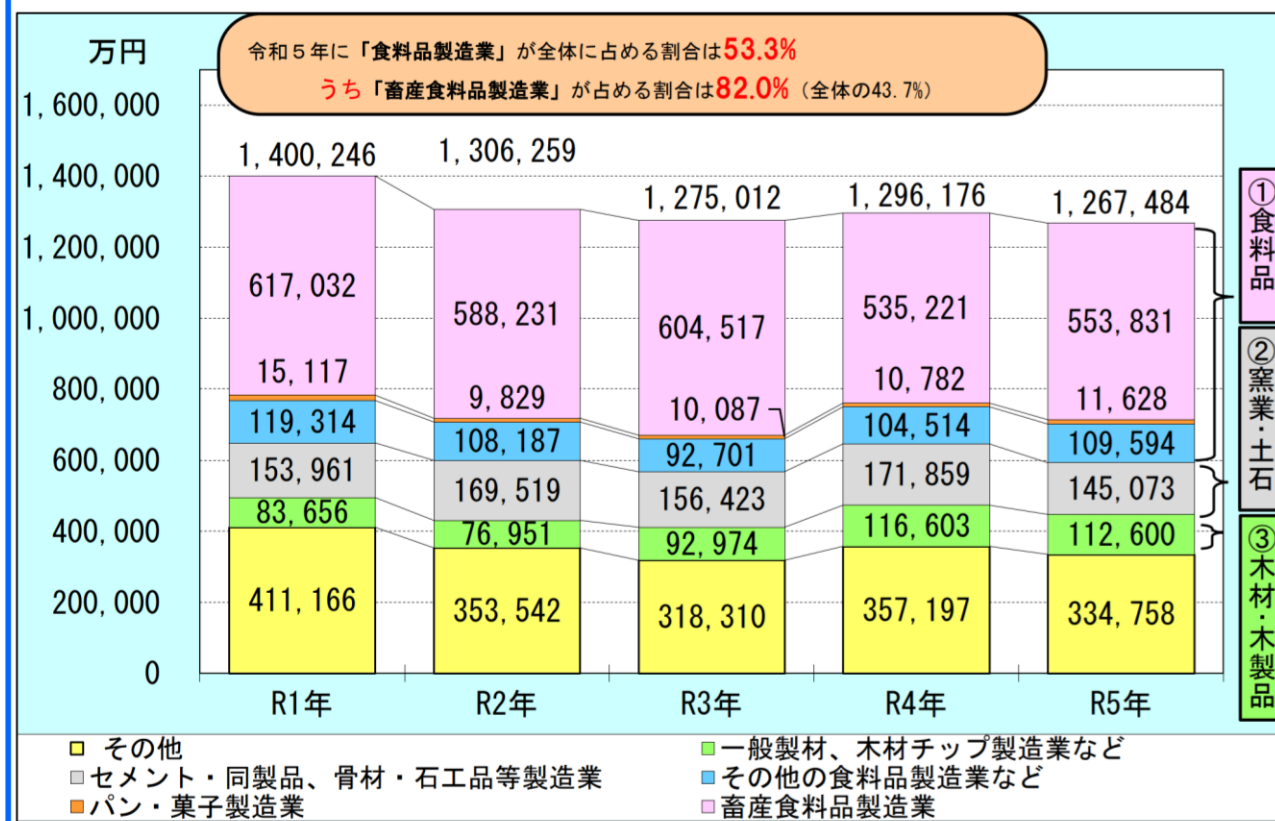 万円
令和5年に「食料品製造業」が全体に占める割合は53.3%
うち「畜産食料品製造業」が占める割合は82.0%（全体の43.7%）
1,600,000
1,400,000
1,200,000
1,000,000
800,000
600,000
400,000
200,000
0
1,400,246
617,032
15,117
119,314
153,961
83,656
411,166
1,306,259
588,231
9,829
108,187
169,519
76,951
353,542
1,275,012
604,517
10,087
92,701
156,423
92,974
318,310
1,296,176
535,221
10,782
104,514
171,859
116,603
357,197
1,267,484
553,831
11,628
109,594
145,073
112,600
334,758
R1年
R2年
R3年
R4年
R5年
①食料品
②窯業・土石
③木材・木製品
その他
一般製材、木材チップ製造業など
セメント・同製品、骨材・石工品等製造業
その他の食料品製造業など
パン・菓子製造業
畜産食料品製造業